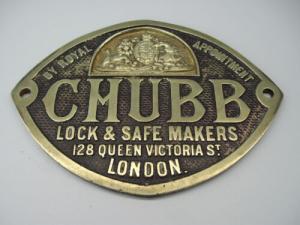 BY ROYAL APPOINTMENT
CHUBB
LOCK & SAFE MAKERS
128 QUEEN VICTORIA ST.
LONDON.